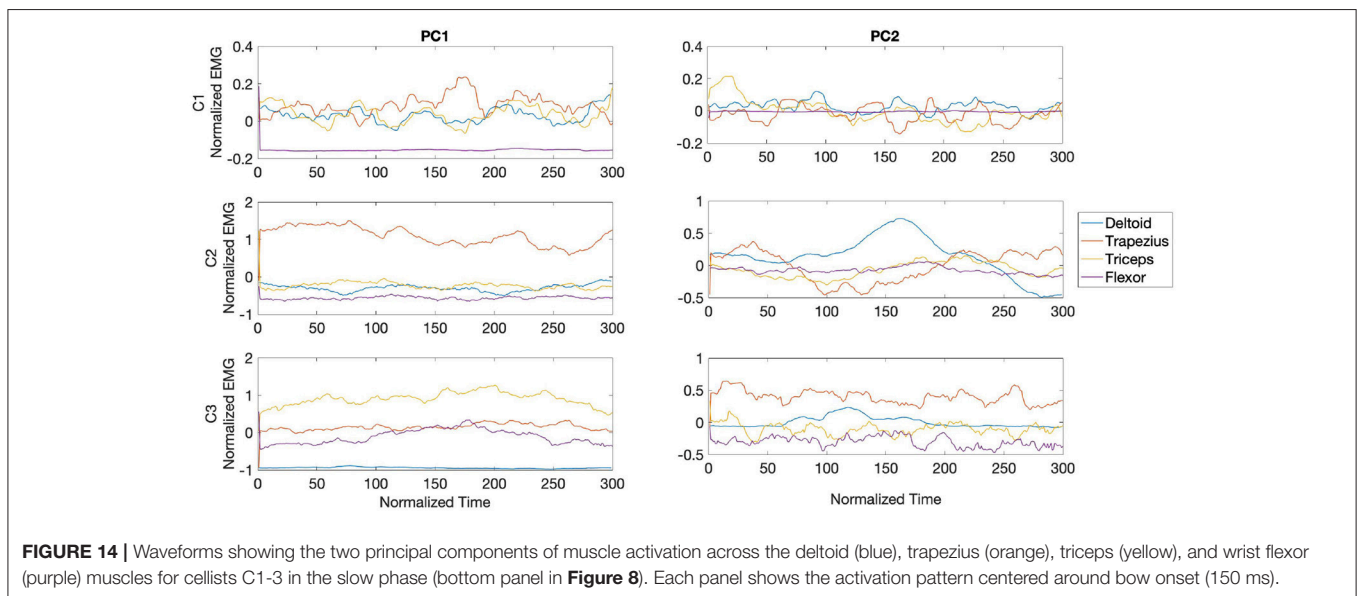 PC1
PC2
C1
Normalized EMG
0.4
0.2
0
-0.2
0 50 100 150 200 250 300
0.4
0.2
0
-0.2
0 50 100 150 200 250 300
C2
Normalized EMG
2
1
0
-1
0 50 100 150 200 250 300
1
0.5
0
-0.5
0 50 100 150 200 250 300
Deltoid
Trapezius
Triceps
Flexor
C3
Normalized EMG
2
1
0
-1
0 50 100 150 200 250 300
Normalized Time
1
0.5
0
-0.5
0 50 100 150 200 250 300
Normalized Time
FIGURE 14 | Waveforms showing the two principal components of muscle activation across the deltoid (blue), trapezius (orange), triceps (yellow), and wrist flexor
(purple) muscles for cellists C1-3 in the slow phase (bottom panel in Figure 8). Each panel shows the activation pattern centered around bow onset (150 ms).